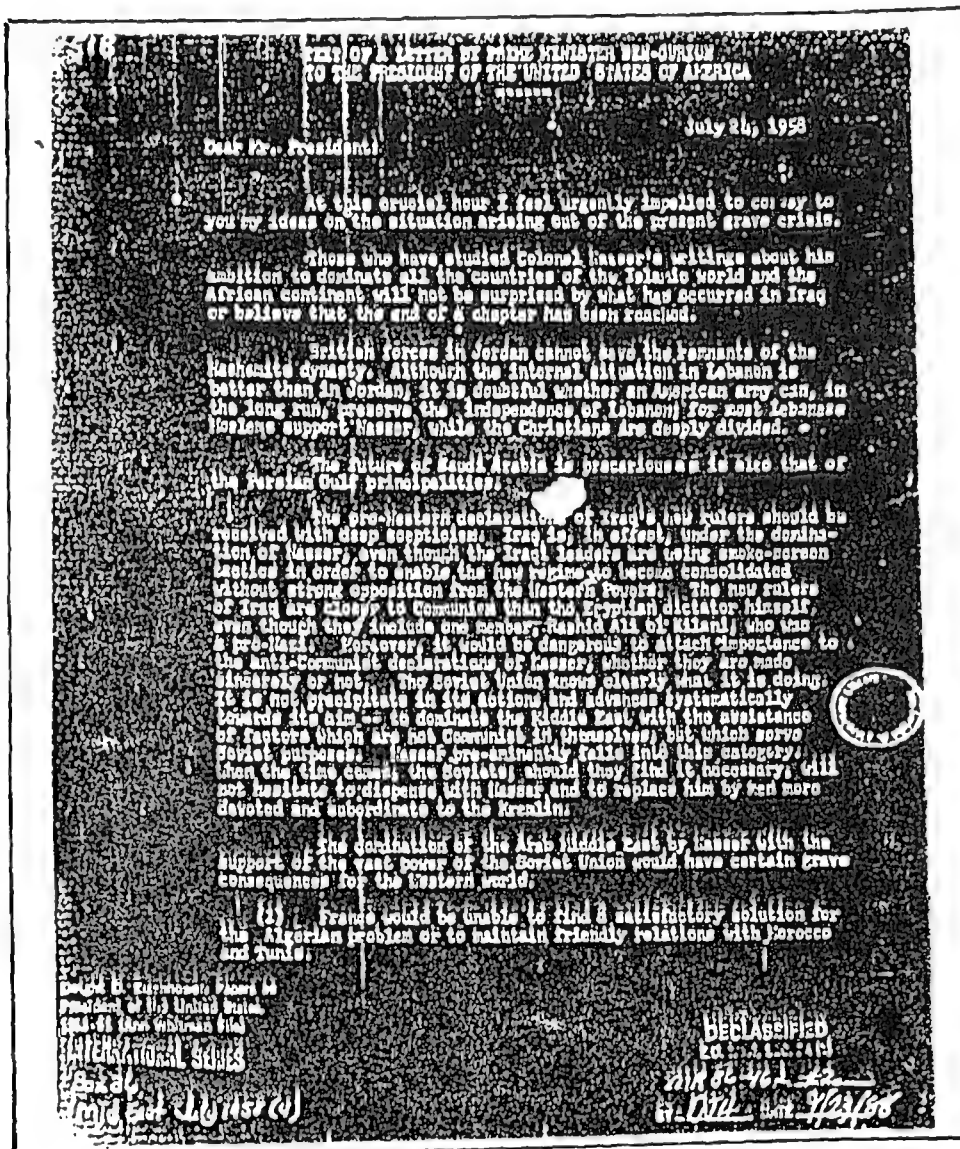 TEXT OF A LETTER BY PRIME MINISTER BEN-GURION
TO THE PRESIDENT OF THE UNITED STATES OF AMERICA
July 24, 1958
Dear Mr. President:
At this crucial hour I feel urgently impelled to convey to
you my ideas on the situation arising out of the present grave crisis.
Those who have studied Colonel Nasser's writings about his
ambition to dominate all the countries of the Islamic world and the
African continent will not be surprised by what has occurred in Iraq
or believe that the end of a chapter has been reached.
British forces in Jordan cannot save the remnants of the
Hashemite dynasty. Although the internal situation in Lebanon is
better than in Jordan, it is doubtful whether an American army can, in
the long run, preserve the independence of Lebanon, for most Lebanese
Moslems support Nasser, while the Christians are deeply divided.
The future of Saudi Arabia is precarious as is also that of
the Persian Gulf principalities.
The pro-Western declarations of Iraq's new rulers should be
received with deep scepticism. Iraq is, in effect, under the domina-
tion of Nasser, even though the Iraqi leaders are using smoke-screen
tactics in order to enable the new regime to become consolidated
without strong opposition from the Western Powers. The new rulers
of Iraq are closer to Communism than the Egyptian dictator himself,
even though they include one member, Rashid Ali el Kilani, who was
a pro-Nazi. Moreover, it would be dangerous to attach importance to
the anti-Communist declarations of Nasser, whether they are made
sincerely or not. The Soviet Union knows clearly what it is doing;
it is not precipitate in its actions and advances systematically
towards its aim -- to dominate the Middle East with the assistance
of factors which are not Communist in themselves, but which serve
Soviet purposes. Nasser pre-eminently falls into this category.
When the time comes, the Soviets, should they find it necessary, will
not hesitate to dispense with Nasser and to replace him by men more
devoted and subordinate to the Kremlin.
The domination of the Arab Middle East by Nasser with the
support of the vast power of the Soviet Union would have certain grave
consequences for the Western world.
(1) France would be unable to find a satisfactory solution for
the Algerian problem or to maintain friendly relations with Morocco
and Tunis.
Dwight D. Eisenhower Papers as
President of the United States,
1953-61 (Ann Whitman File)
INTERNATIONAL SERIES
Box 36
Mid East July 1958 (4)
DECLASSIFIED
MR 86-462 #2
DATE 9/23/88